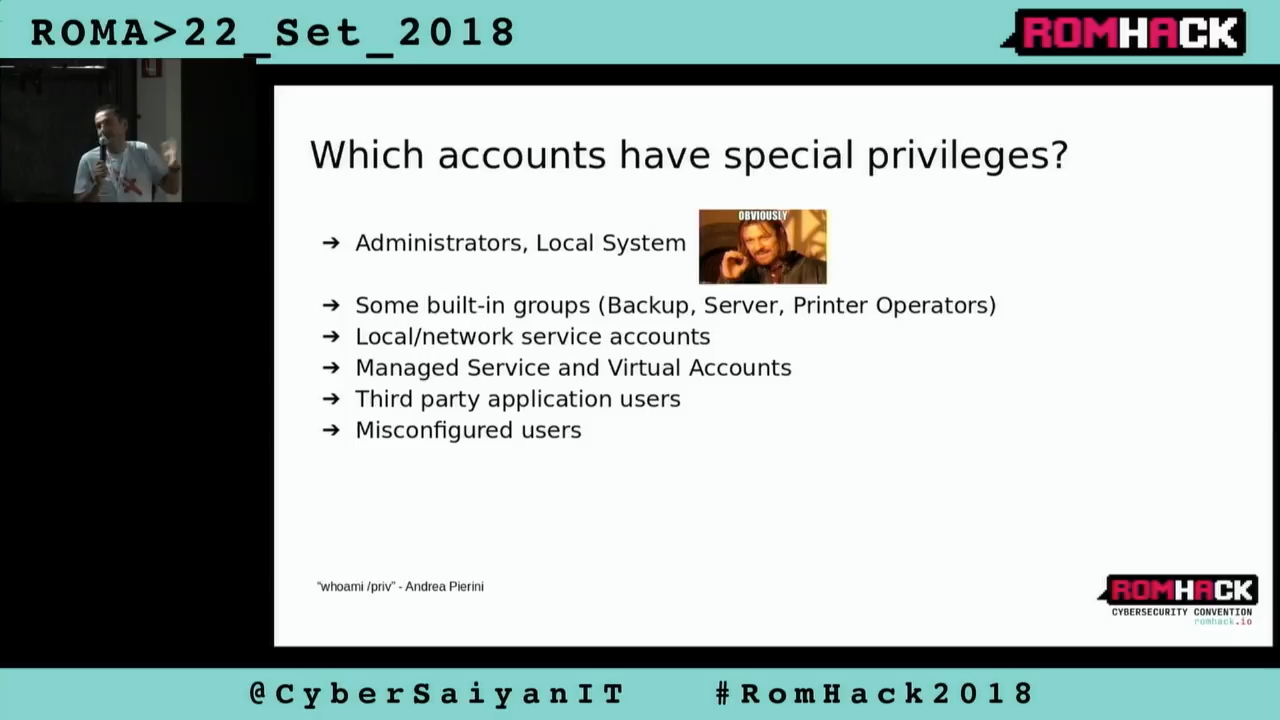 ROMA>22_Set_2018
ROMHACK
Which accounts have special privileges?
OBVIOUSLY
➔ Administrators, Local System
➔ Some built-in groups (Backup, Server, Printer Operators)
➔ Local/network service accounts
➔ Managed Service and Virtual Accounts
➔ Third party application users
➔ Misconfigured users
"whoami /priv" - Andrea Pierini
ROMHACK
CYBERSECURITY CONVENTION
romhack.io
@CyberSaiyanIT #RomHack2018